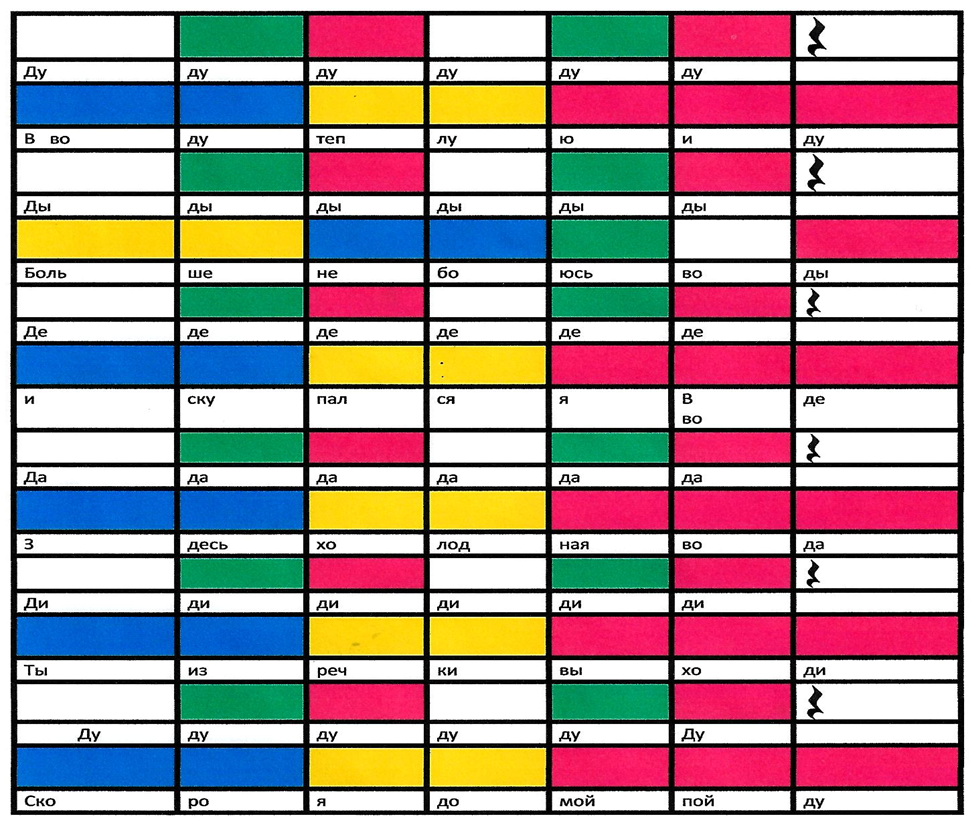 Ду ду ду ду ду ду
В во ду теп лу ю и ду
Ды ды ды ды ды ды
Боль ше не бо юсь во ды
Де де де де де де
и ску пал ся я В де
во
Да да да да да да
З десь хо лод ная во да
Ди ди ди ди ди ди
Ты из реч ки вы хо ди
Ду ду ду ду ду Ду
Ско ро я до мой пой ду